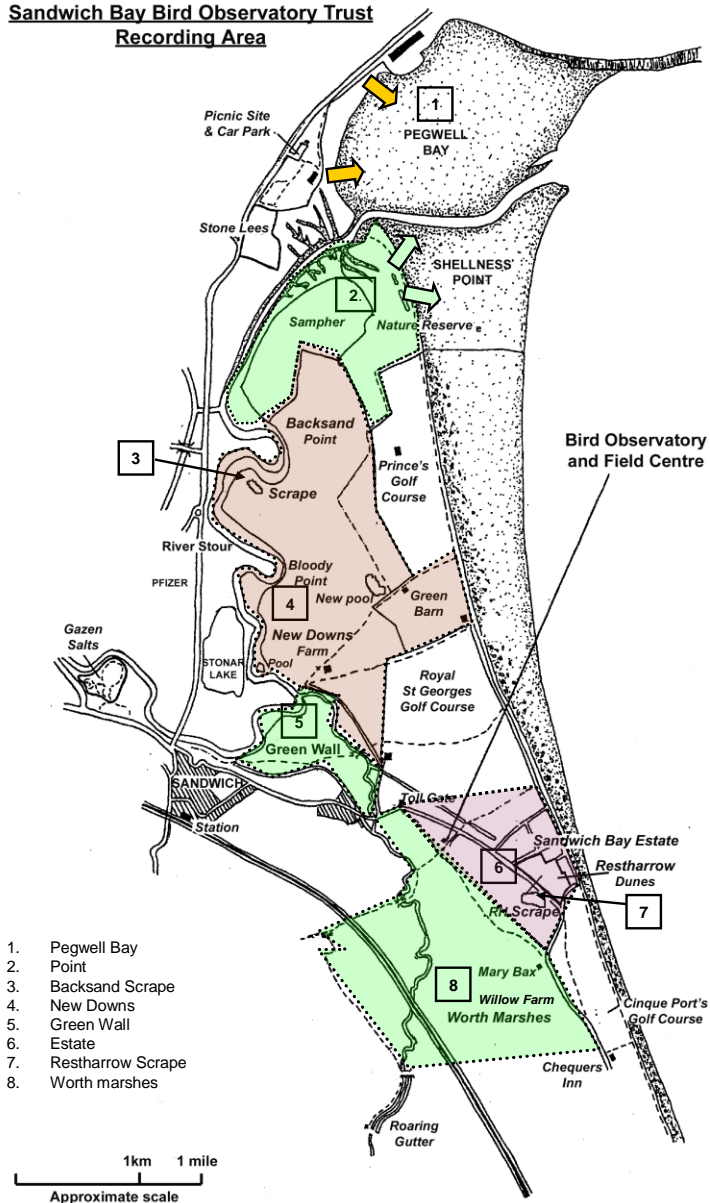 Sandwich Bay Bird Observatory Trust
Recording Area
Picnic Site
& Car Park
1
PEGWELL
BAY
Stone Lees
SHELLNESS
POINT
2.
Sampher
Nature Reserve
Backsand
Point
Bird Observatory
and Field Centre
3
Prince's
Golf
Course
Scrape
River Stour
Bloody
Point
PFIZER
4
New pool
Green
Barn
New Downs
Farm
Gazen
Salts
STONAR
LAKE
Pool
Royal
St Georges
Golf Course
5
Green Wall
SANDWICH
Toll Gate
Station
Sandwich Bay Estate
6
Restharrow
Dunes
RH Scrape
7
Mary Bax
8
Willow Farm
Worth Marshes
Cinque Port's
Golf Course
Chequers
Inn
Roaring
Gutter
1. Pegwell Bay
2. Point
3. Backsand Scrape
4. New Downs
5. Green Wall
6. Estate
7. Restharrow Scrape
8. Worth marshes
1km 1 mile
Approximate scale